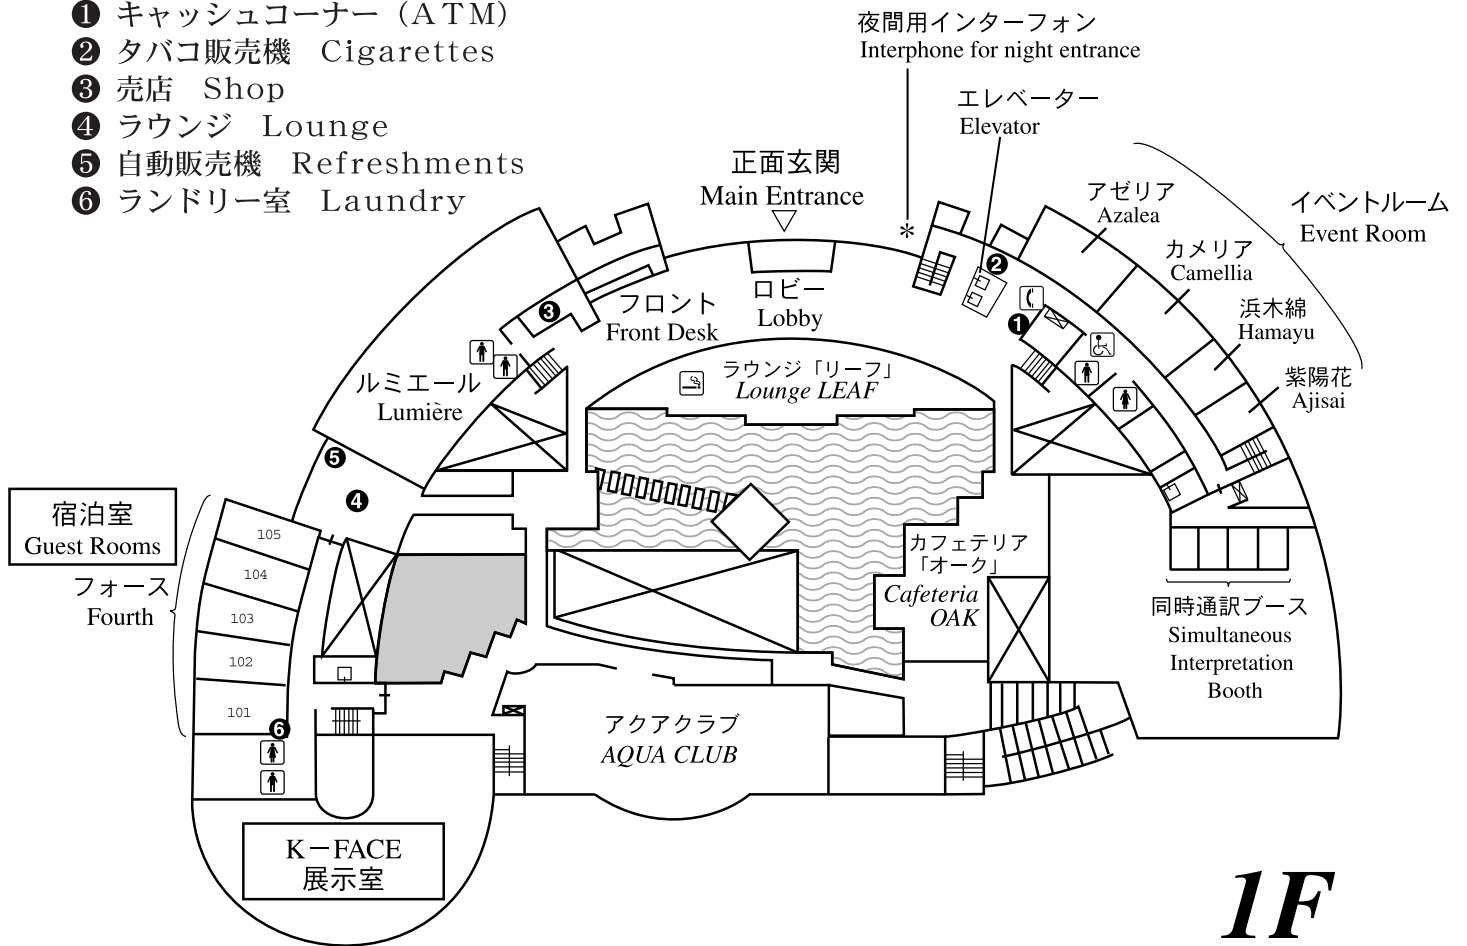 ❶ キャッシュコーナー（ATM）
❷ タバコ販売機 Cigarettes
❸ 売店 Shop
❹ ラウンジ Lounge
❺ 自動販売機 Refreshments
❻ ランドリー室 Laundry
夜間用インターフォン
Interphone for night entrance
エレベーター
Elevator
正面玄関
Main Entrance
*
アゼリア
Azalea
イベントルーム
Event Room
カメリア
Camellia
浜木綿
Hamayu
紫陽花
Ajisai
❷
❶
❸
フロント
Front Desk
ロビー
Lobby
ラウンジ「リーフ」
Lounge LEAF
ルミエール
Lumière
❺
❹
宿泊室
Guest Rooms
フォース
Fourth
105
104
103
102
101
❻
カフェテリア
「オーク」
Cafeteria
OAK
同時通訳ブース
Simultaneous
Interpretation
Booth
アクアクラブ
AQUA CLUB
K－FACE
展示室
1F